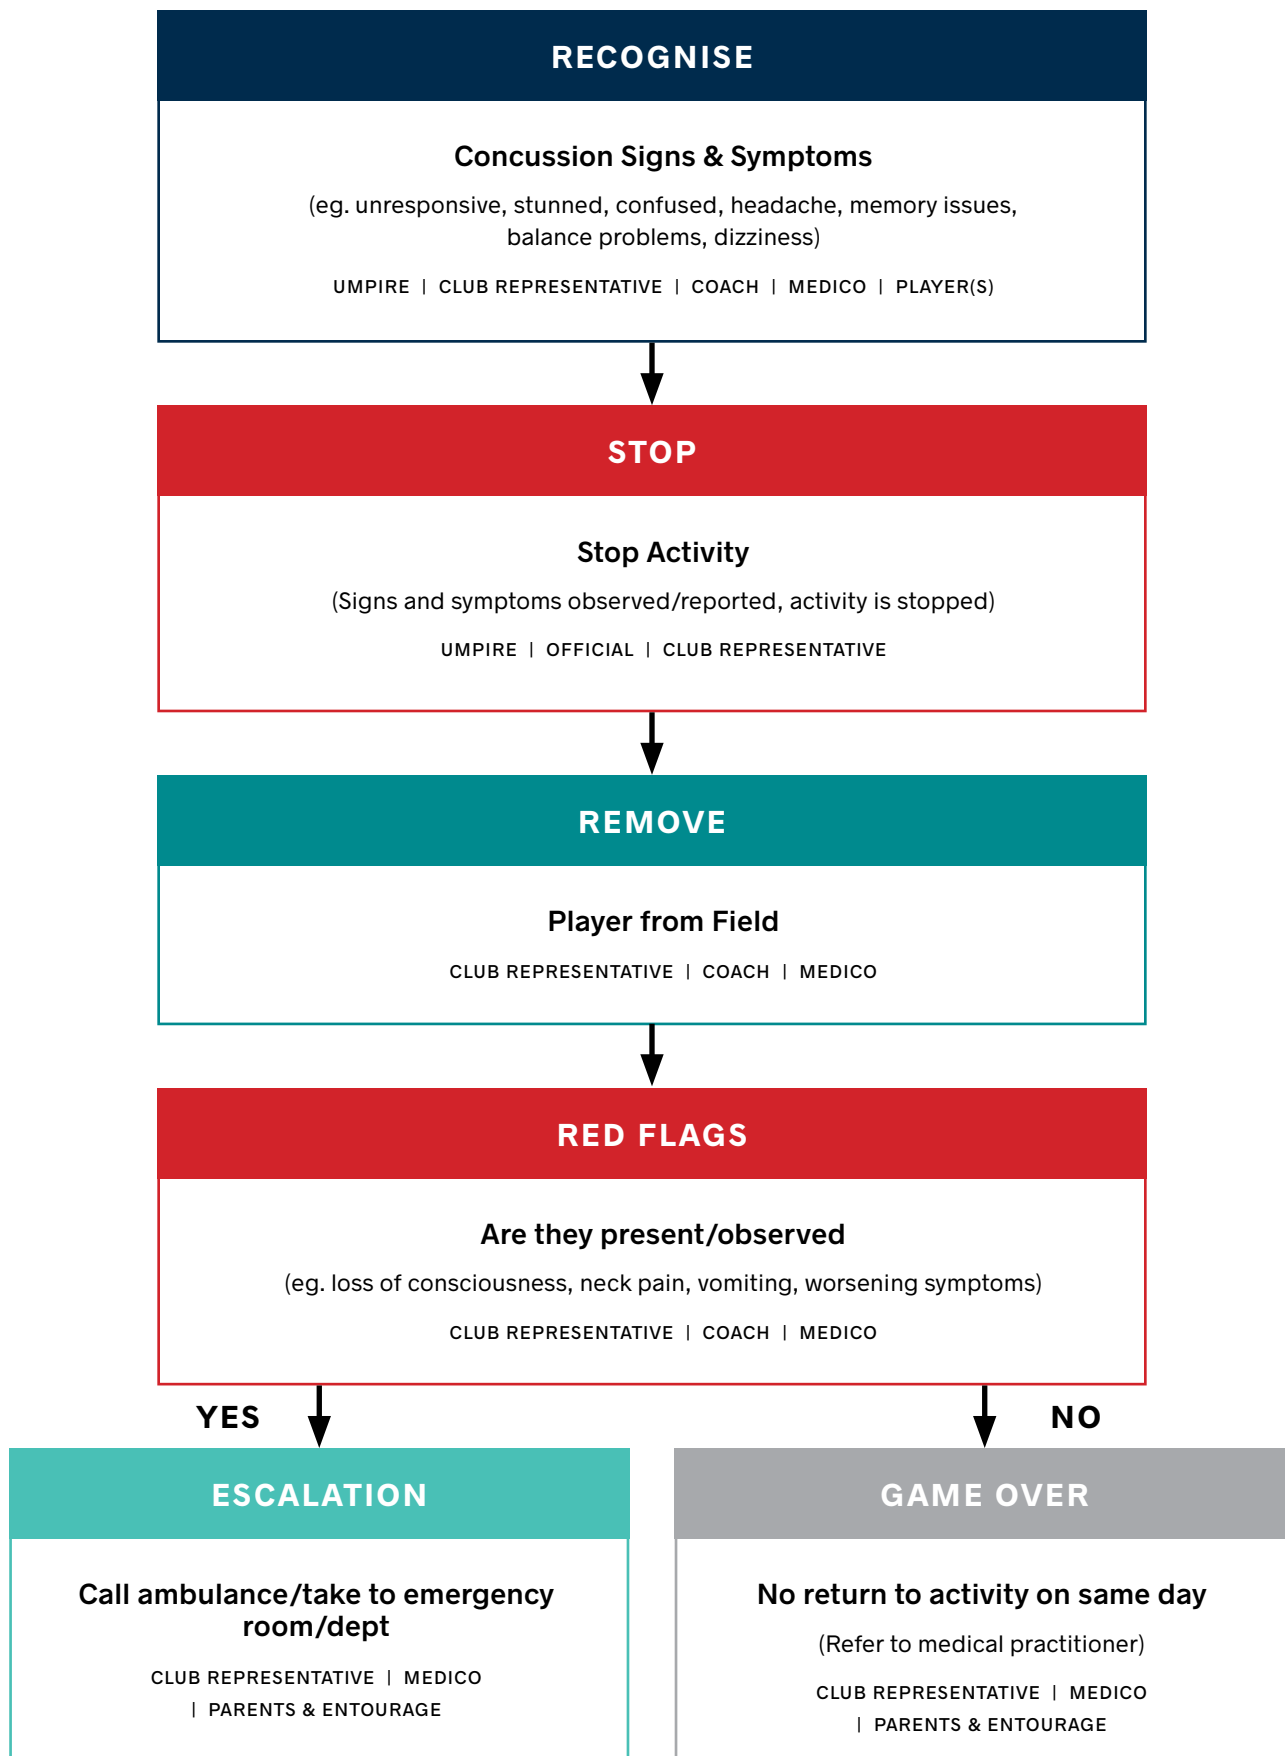 RECOGNISE
Concussion Signs & Symptoms
(eg. unresponsive, stunned, confused, headache, memory issues,
balance problems, dizziness)
UMPIRE | CLUB REPRESENTATIVE | COACH | MEDICO | PLAYER(S)
STOP
Stop Activity
(Signs and symptoms observed/reported, activity is stopped)
UMPIRE | OFFICIAL | CLUB REPRESENTATIVE
REMOVE
Player from Field
CLUB REPRESENTATIVE | COACH | MEDICO
RED FLAGS
Are they present/observed
(eg. loss of consciousness, neck pain, vomiting, worsening symptoms)
CLUB REPRESENTATIVE | COACH | MEDICO
YES
ESCALATION
Call ambulance/take to emergency
room/dept
CLUB REPRESENTATIVE | MEDICO
| PARENTS & ENTOURAGE
NO
GAME OVER
No return to activity on same day
(Refer to medical practitioner)
CLUB REPRESENTATIVE | MEDICO
| PARENTS & ENTOURAGE